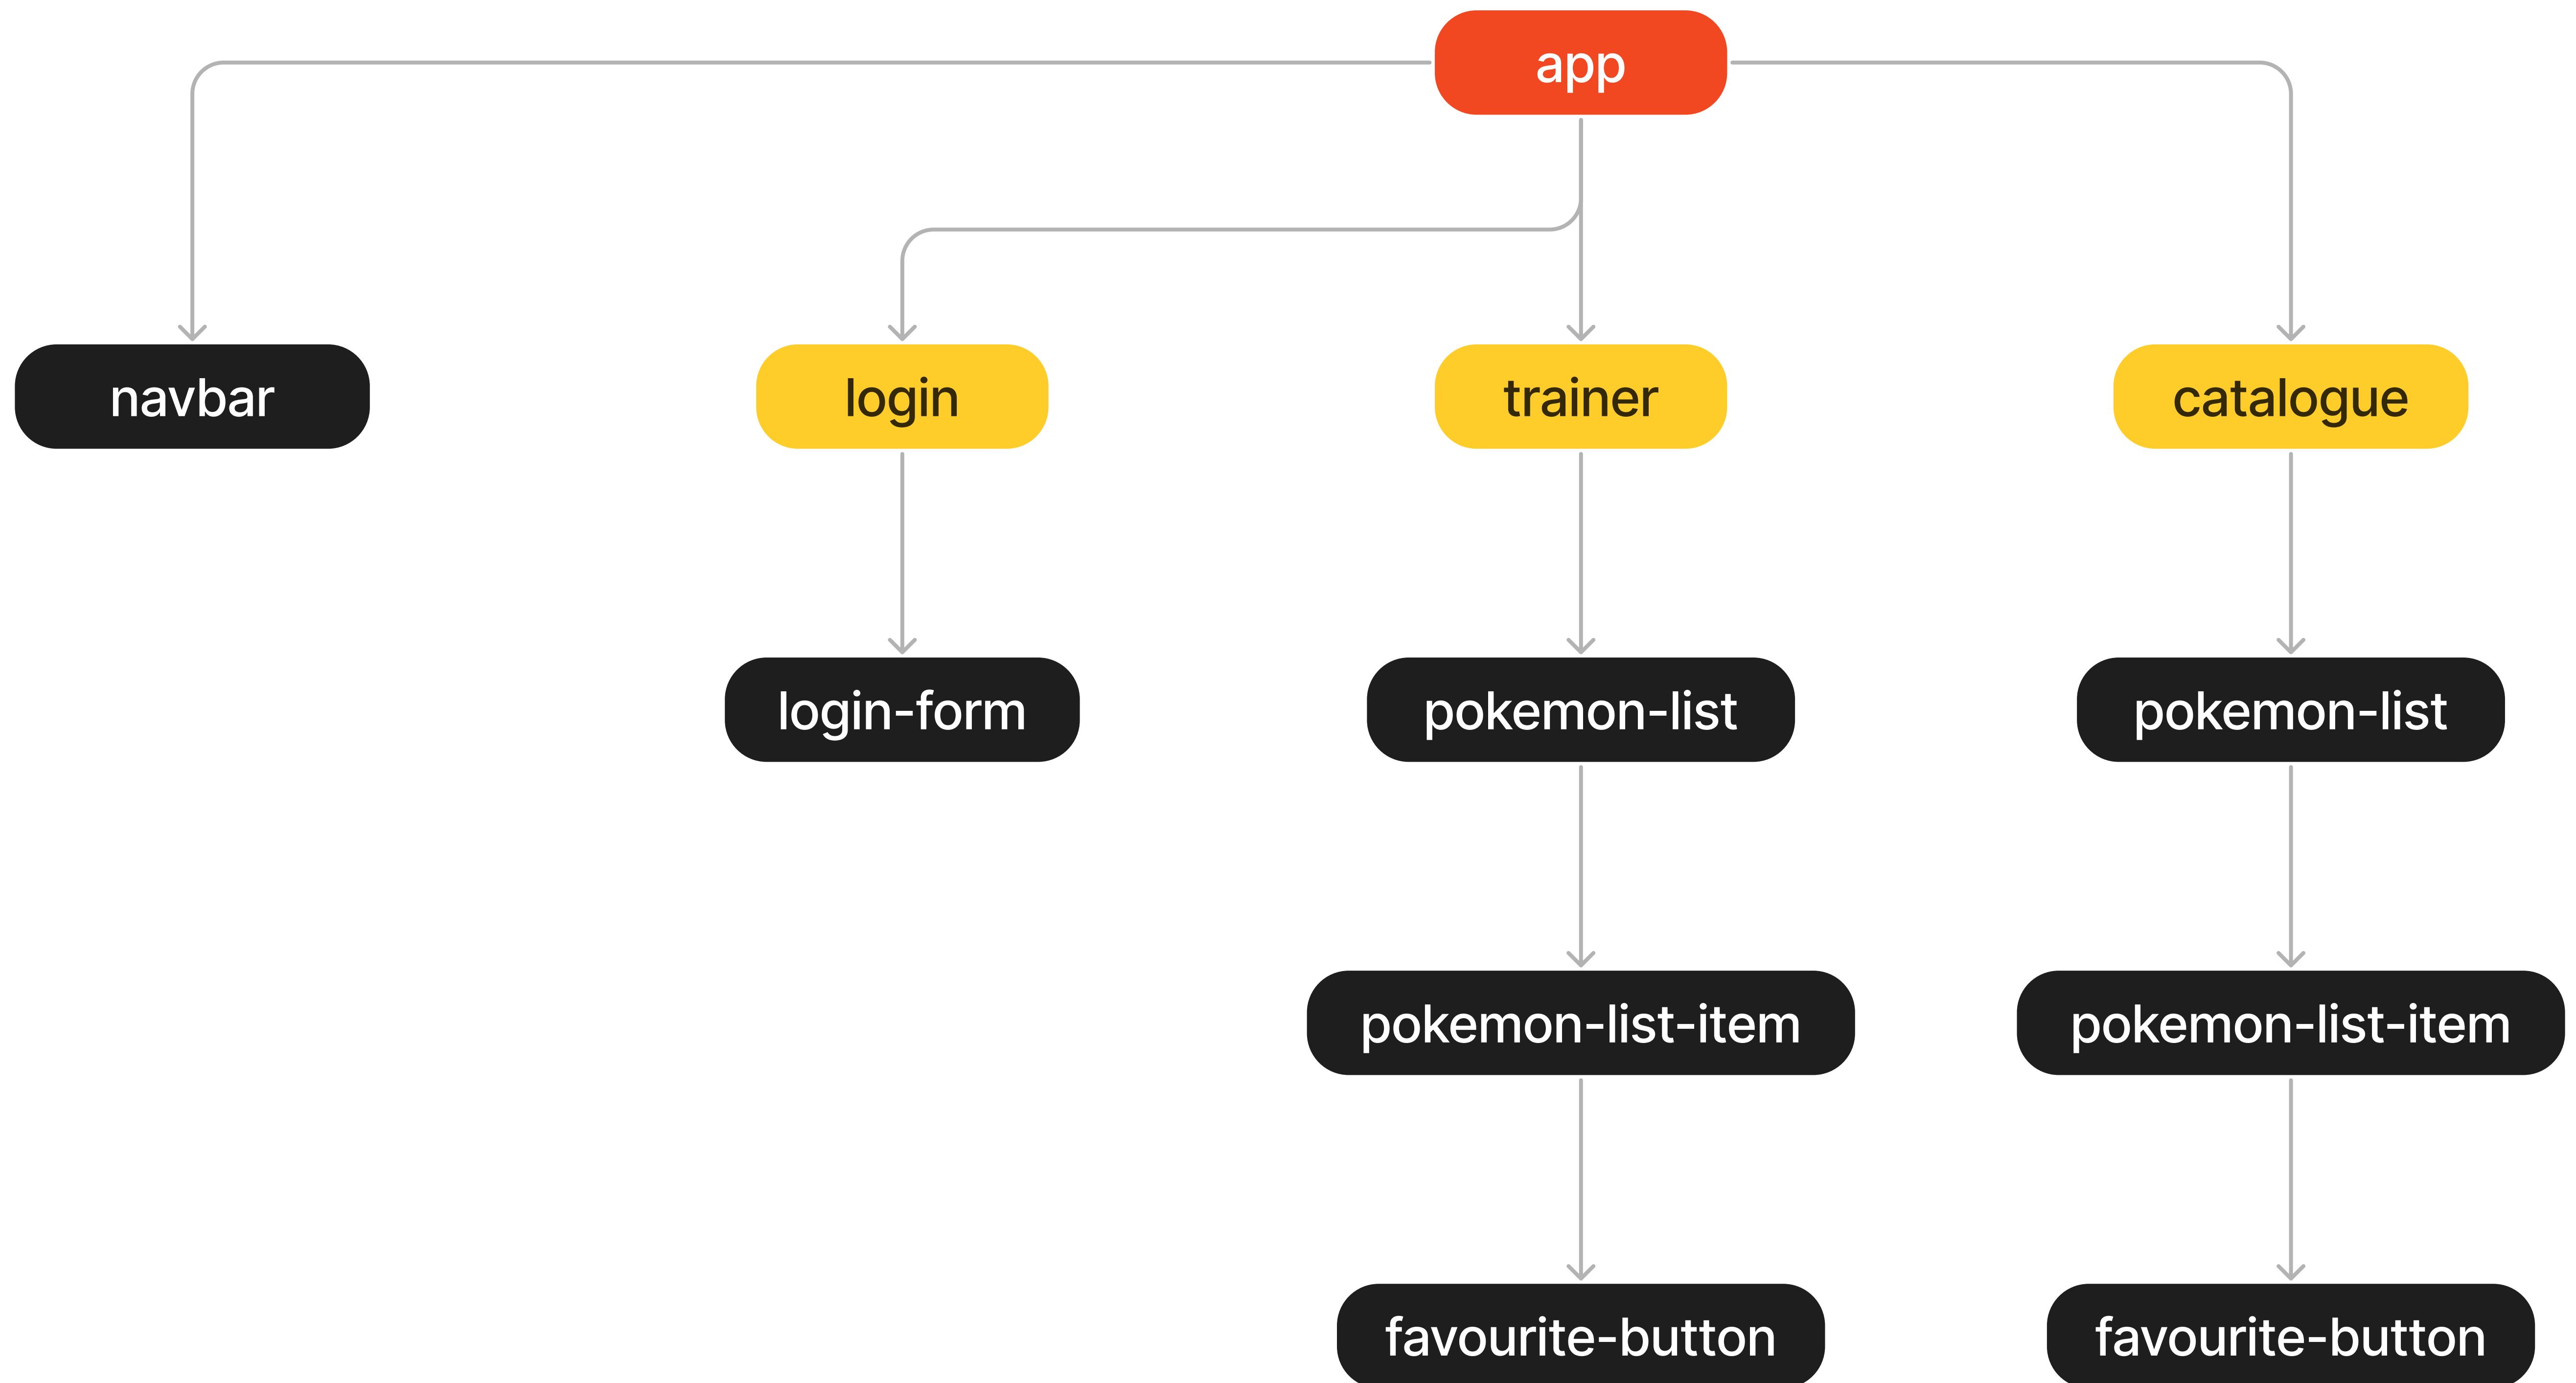 app
navbar
login
trainer
catalogue
login-form
pokemon-list
pokemon-list
pokemon-list-item
pokemon-list-item
favourite-button
favourite-button